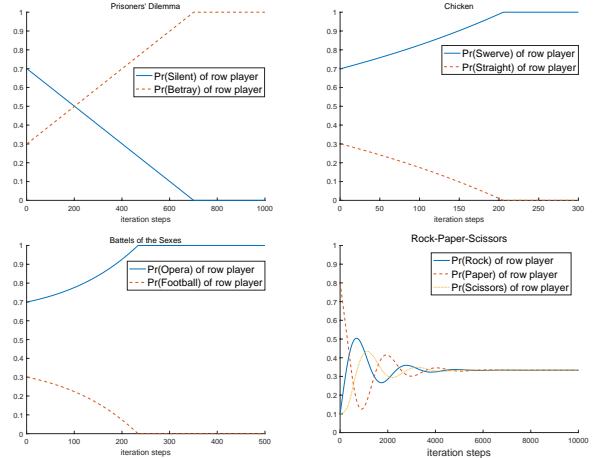 Prisoners' Dilemma
1
0.9
0.8
0.7
0.6
0.5
0.4
0.3
0.2
0.1
0
Pr(Silent) of row player
Pr(Betray) of row player
0 200 400 600 800 1000
iteration steps
Chicken
1
0.9
0.8
0.7
0.6
0.5
0.4
0.3
0.2
0.1
0
Pr(Swerve) of row player
Pr(Straight) of row player
0 50 100 150 200 250 300
iteration steps
Battels of the Sexes
1
0.9
0.8
0.7
0.6
0.5
0.4
0.3
0.2
0.1
0
Pr(Opera) of row player
Pr(Football) of row player
0 100 200 300 400 500
iteration steps
Rock-Paper-Scissors
1
0.9
0.8
0.7
0.6
0.5
0.4
0.3
0.2
0.1
0
Pr(Rock) of row player
Pr(Paper) of row player
Pr(Scissors) of row player
0 2000 4000 6000 8000 10000
iteration steps